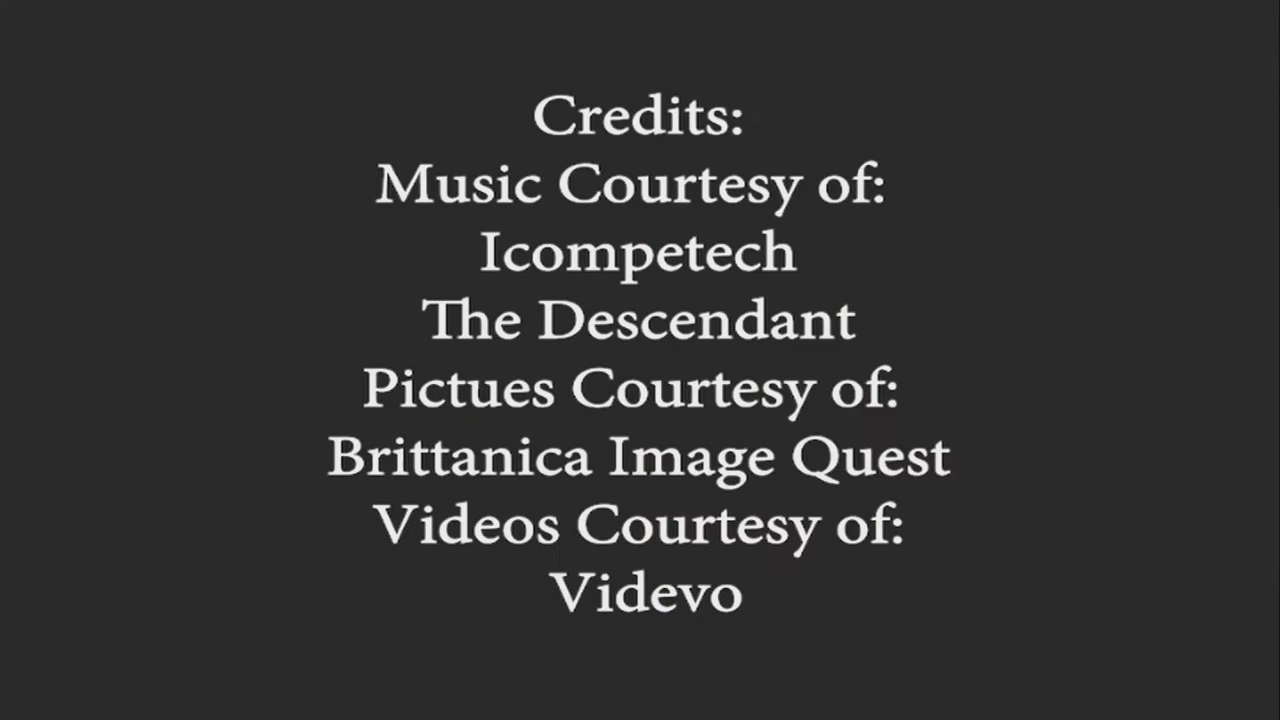 Credits:
Music Courtesy of:
Icompetech
The Descendant
Pictues Courtesy of:
Brittanica Image Quest
Videos Courtesy of:
Videvo